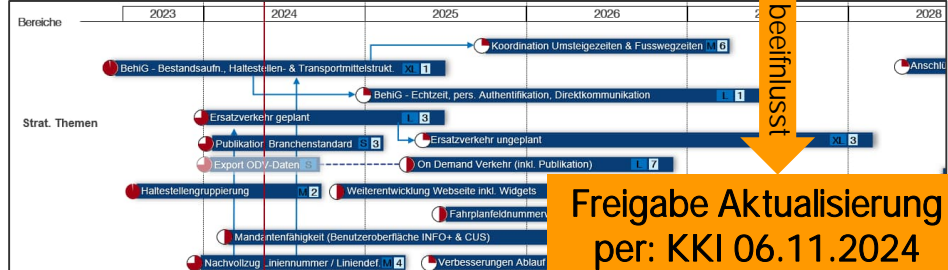 Bereiche
2023 2024 2025 2026 2028
Koordination Umsteigezeiten & Fusswegzeiten M 6
BehiG - Bestandsaufn., Haltestellen- & Transportmittelstrukt. XL 1
Anschlü
BehiG - Echtzeit, pers. Authentifikation, Direktkommunikation L 1
Strat. Themen
Ersatzverkehr geplant L 3
Publikation Branchenstandard S 3
Ersatzverkehr ungeplant XL 3
Export ODV-Daten S
On Demand Verkehr (inkl. Publikation) L 7
Haltestellengruppierung M 2
Weiterentwicklung Webseite inkl. Widgets
Fahrplanfeldnummerv
Mandantenfähigkeit (Benutzeroberfläche INFO+ & CUS)
Nachvollzug Liniennummer / Liniendef. M 4
Verbesserungen Ablauf
beeifnlusst
Freigabe Aktualisierung
per: KKI 06.11.2024